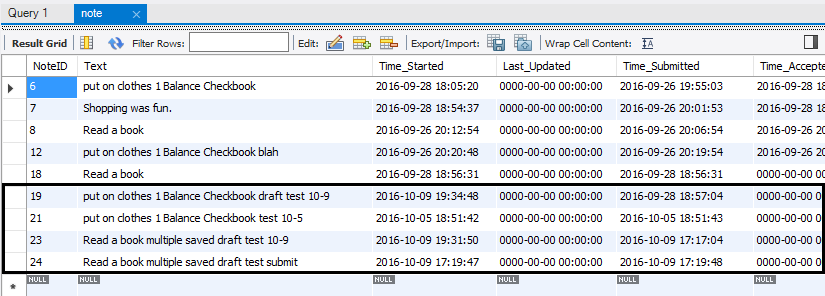 Query 1 note
Result Grid Filter Rows: Edit: Export/Import: Wrap Cell Content:
NoteID Text Time_Started Last_Updated Time_Submitted Time_Accepte
6 put on clothes 1 Balance Checkbook 2016-09-28 18:05:20 0000-00-00 00:00:00 2016-09-26 19:55:03 2016-09-28 18
7 Shopping was fun. 2016-09-28 18:54:37 0000-00-00 00:00:00 2016-09-26 20:01:53 2016-09-28 18
8 Read a book 2016-09-26 20:12:54 0000-00-00 00:00:00 2016-09-26 20:06:54 2016-09-26 20
12 put on clothes 1 Balance Checkbook blah 2016-09-26 20:20:48 0000-00-00 00:00:00 2016-09-26 20:19:54 2016-09-26 20
18 Read a book 2016-09-28 18:56:31 0000-00-00 00:00:00 2016-09-28 18:56:31 0000-00-00 00
19 put on clothes 1 Balance Checkbook draft test 10-9 2016-10-09 19:34:48 0000-00-00 00:00:00 2016-09-28 18:57:04 0000-00-00 0
21 put on clothes 1 Balance Checkbook test 10-5 2016-10-05 18:51:42 0000-00-00 00:00:00 2016-10-05 18:51:43 0000-00-00 0
23 Read a book multiple saved draft test 10-9 2016-10-09 19:31:50 0000-00-00 00:00:00 2016-10-09 17:17:04 0000-00-00 0
24 Read a book multiple saved draft test submit 2016-10-09 17:19:47 0000-00-00 00:00:00 2016-10-09 17:19:48 0000-00-00 0
* NULL NULL NULL NULL NULL NULL